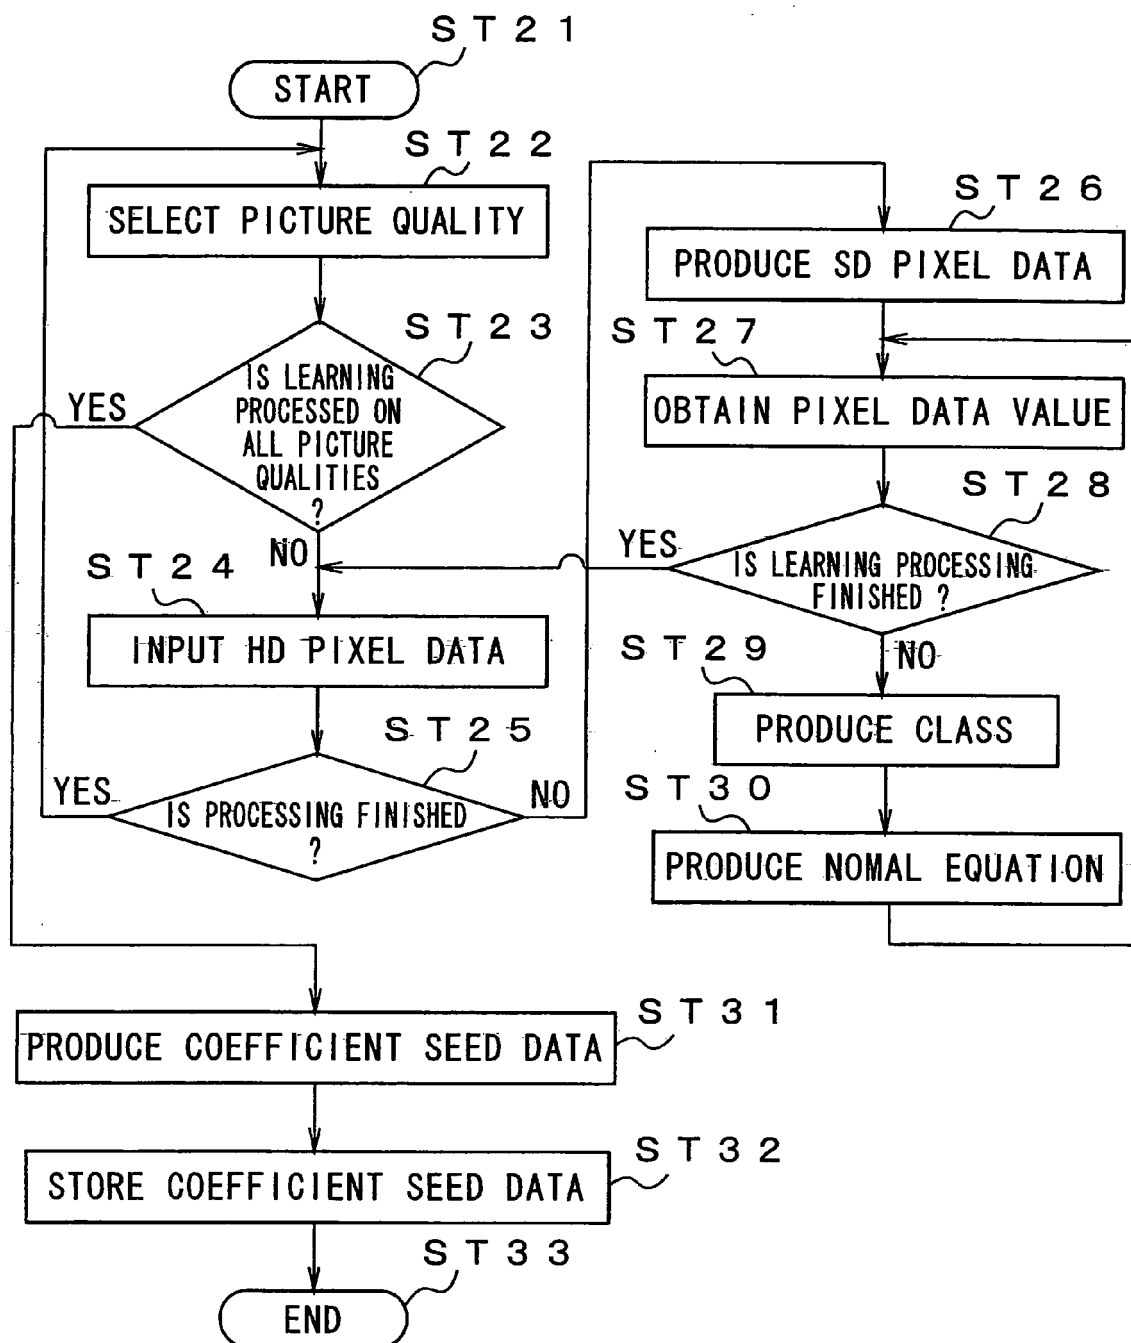 ST21
START
ST22
SELECT PICTURE QUALITY
ST23
IS LEARNING
PROCESSED ON
ALL PICTURE
QUALITIES
?
YES
NO
ST24
INPUT HD PIXEL DATA
ST25
YES
IS PROCESSING FINISHED
?
NO
ST26
PRODUCE SD PIXEL DATA
ST27
OBTAIN PIXEL DATA VALUE
ST28
YES
IS LEARNING PROCESSING
FINISHED ?
NO
ST29
PRODUCE CLASS
ST30
PRODUCE NOMAL EQUATION
ST31
PRODUCE COEFFICIENT SEED DATA
ST32
STORE COEFFICIENT SEED DATA
ST33
END